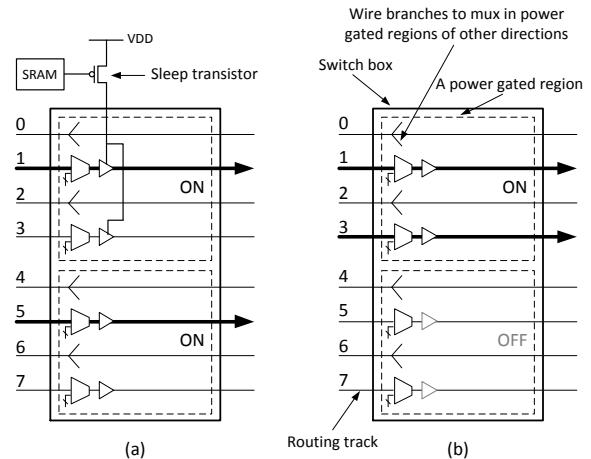 VDD
SRAM
Sleep transistor
0
1
ON
2
3
4
5
ON
6
7
(a)
Wire branches to mux in power
gated regions of other directions
Switch box
A power gated region
0
1
ON
2
3
4
5
OFF
6
7
Routing track
(b)